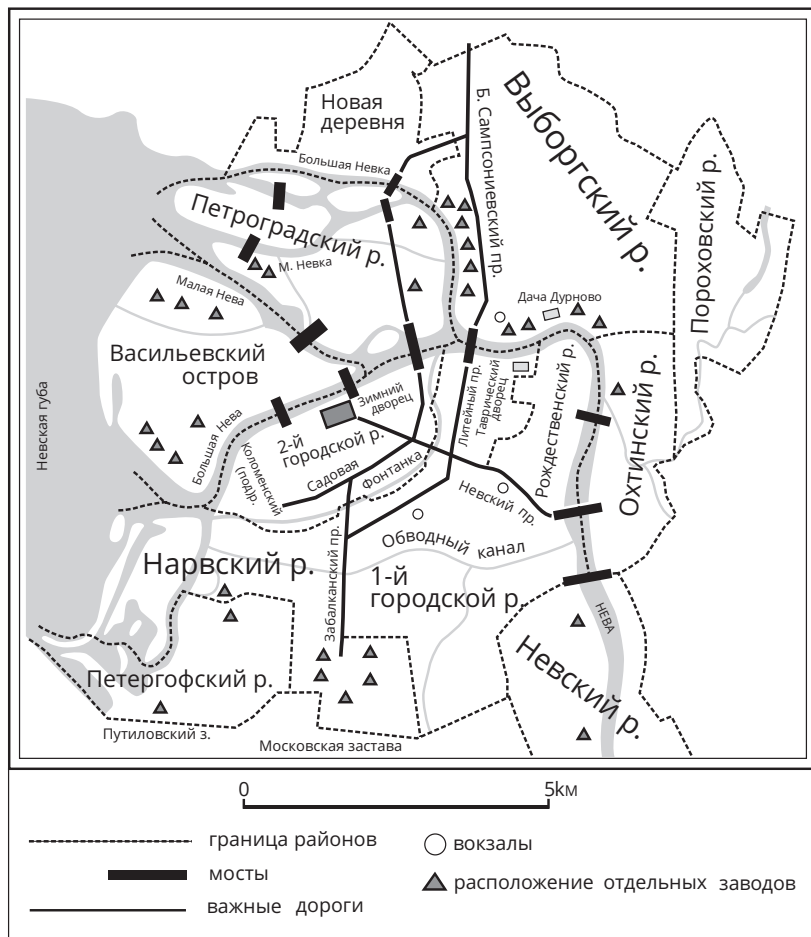 Новая
деревня
Большая Невка
Б. Сампсониевский пр.
Выборгский р.
Пороховский р.
Петроградский р.
М. Невка
Малая Нева
Дача Дурново
Васильевский
остров
Невская губа
Большая Нева
Зимний
дворец
Литейный пр.
Таврический
дворец
Рождественский р.
Охтинский р.
2-й
городской р.
Коломенский
(под)р.
Садовая
Фонтанка
Невский пр.
Обводный канал
Нарвский р.
Забалканский пр.
1-й
городской р.
НЕВА
Невский р.
Петергофский р.
Путиловский з.
Московская застава
0 5км
граница районов
мосты
важные дороги
вокзалы
расположение отдельных заводов